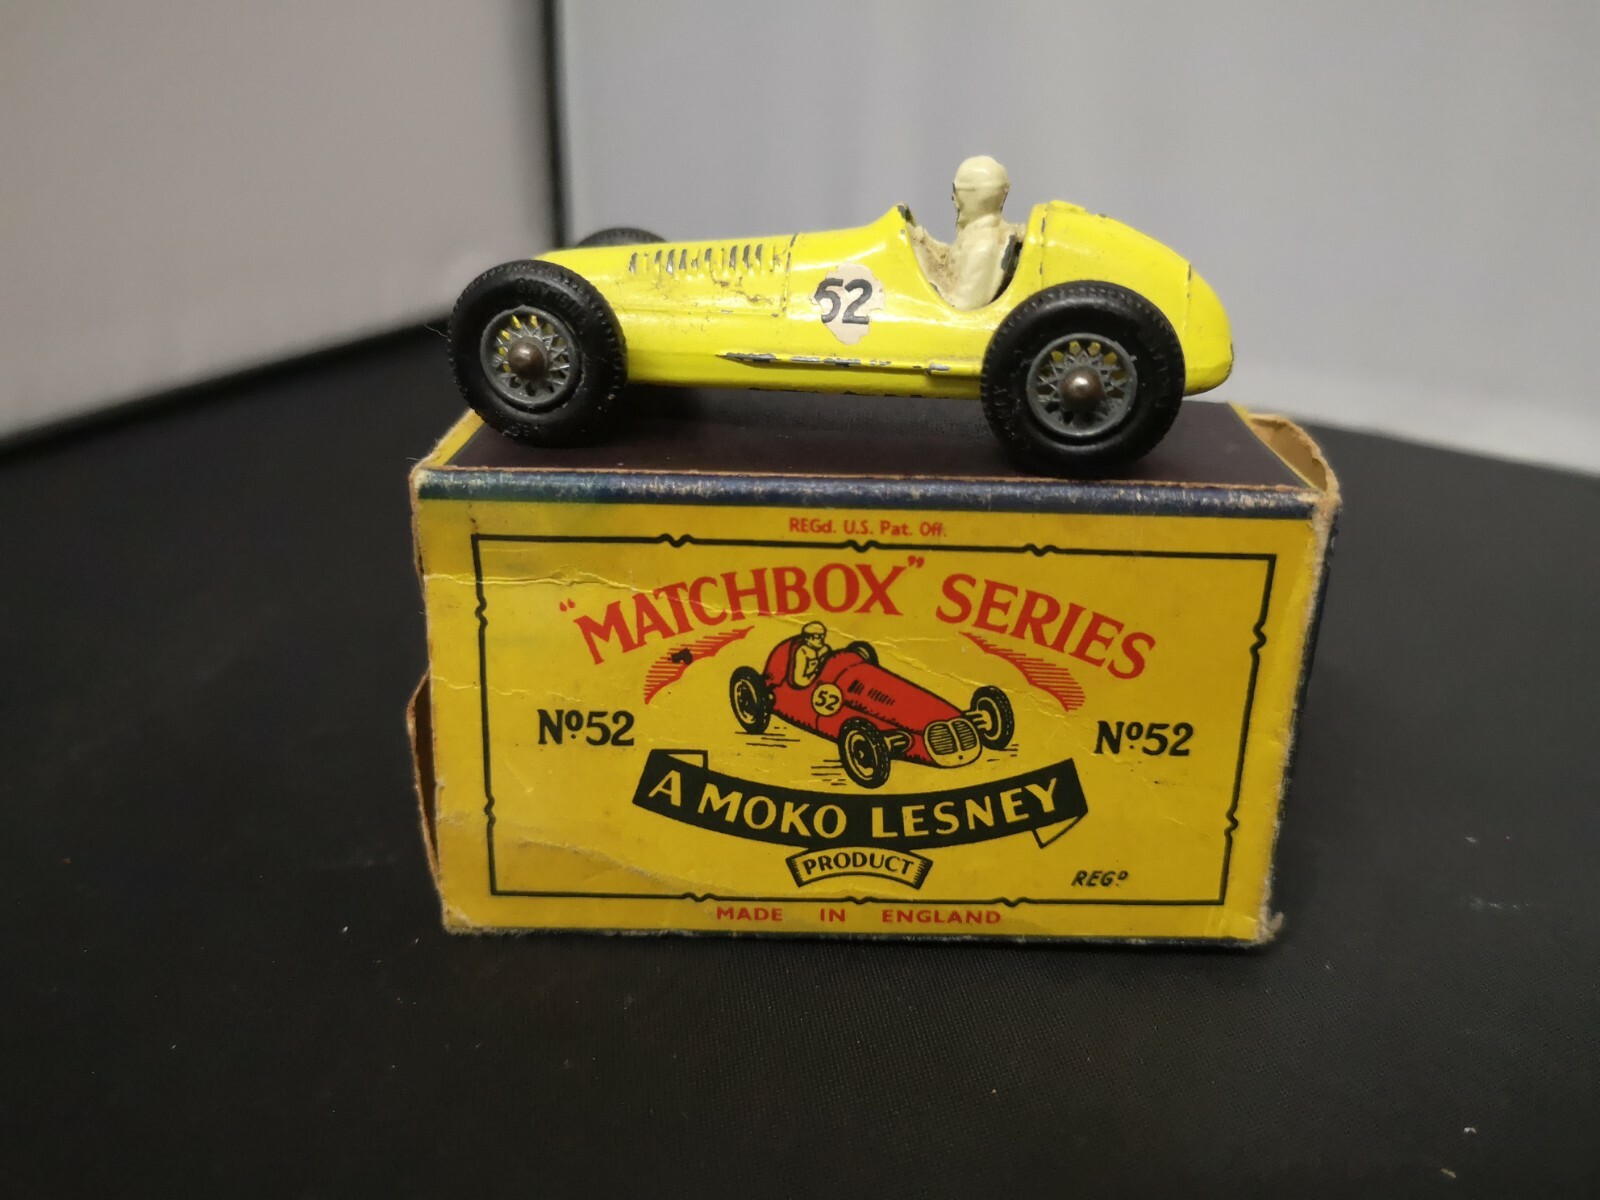 52
REGd. U.S. Pat. Off.
"MATCHBOX" SERIES
52
Nº52
Nº52
A MOKO LESNEY
PRODUCT
REGD
MADE IN ENGLAND